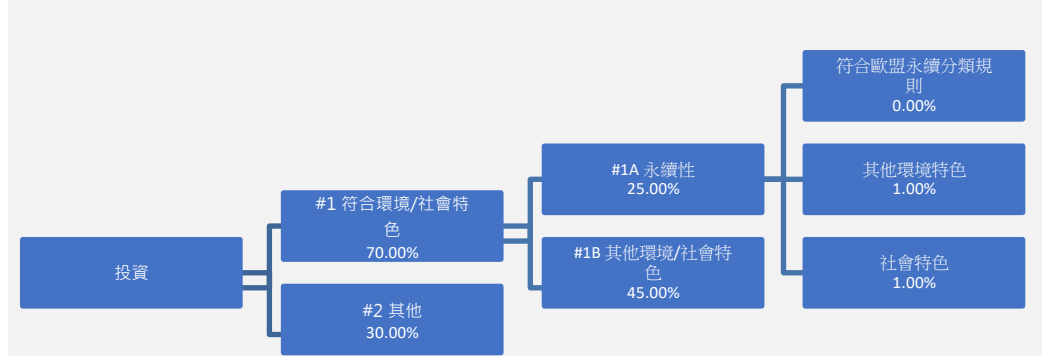 投資
#1 符合環境/社會特
色
70.00%
#2 其他
30.00%
#1A 永續性
25.00%
#1B 其他環境/社會特
色
45.00%
符合歐盟永續分類規
則
0.00%
其他環境特色
1.00%
社會特色
1.00%